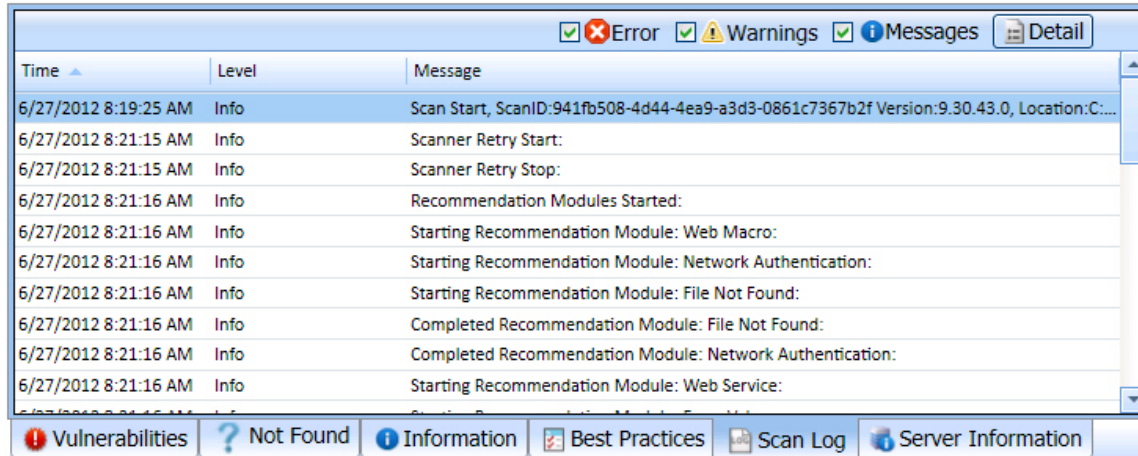 Error Warnings Messages Detail
Time Level Message
6/27/2012 8:19:25 AM Info Scan Start, ScanID:941fb508-4d44-4ea9-a3d3-0861c7367b2f Version:9.30.43.0, Location:C:...
6/27/2012 8:21:15 AM Info Scanner Retry Start:
6/27/2012 8:21:15 AM Info Scanner Retry Stop:
6/27/2012 8:21:16 AM Info Recommendation Modules Started:
6/27/2012 8:21:16 AM Info Starting Recommendation Module: Web Macro:
6/27/2012 8:21:16 AM Info Starting Recommendation Module: Network Authentication:
6/27/2012 8:21:16 AM Info Starting Recommendation Module: File Not Found:
6/27/2012 8:21:16 AM Info Completed Recommendation Module: File Not Found:
6/27/2012 8:21:16 AM Info Completed Recommendation Module: Network Authentication:
6/27/2012 8:21:16 AM Info Starting Recommendation Module: Web Service:
Vulnerabilities Not Found Information Best Practices Scan Log Server Information